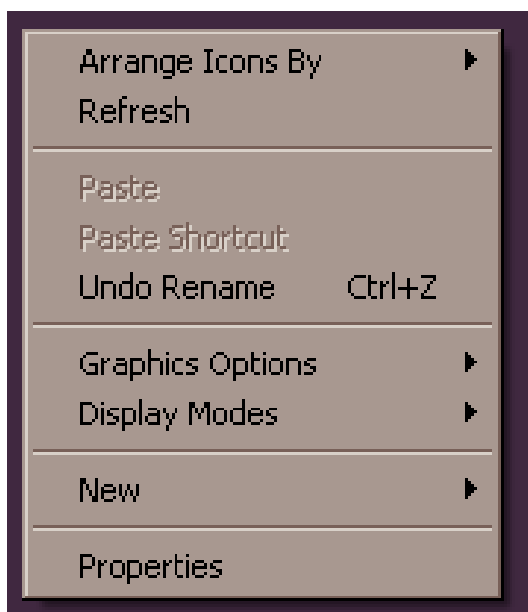 Arrange Icons By
Refresh
Paste
Paste Shortcut
Undo Rename Ctrl+Z
Graphics Options
Display Modes
New
Properties